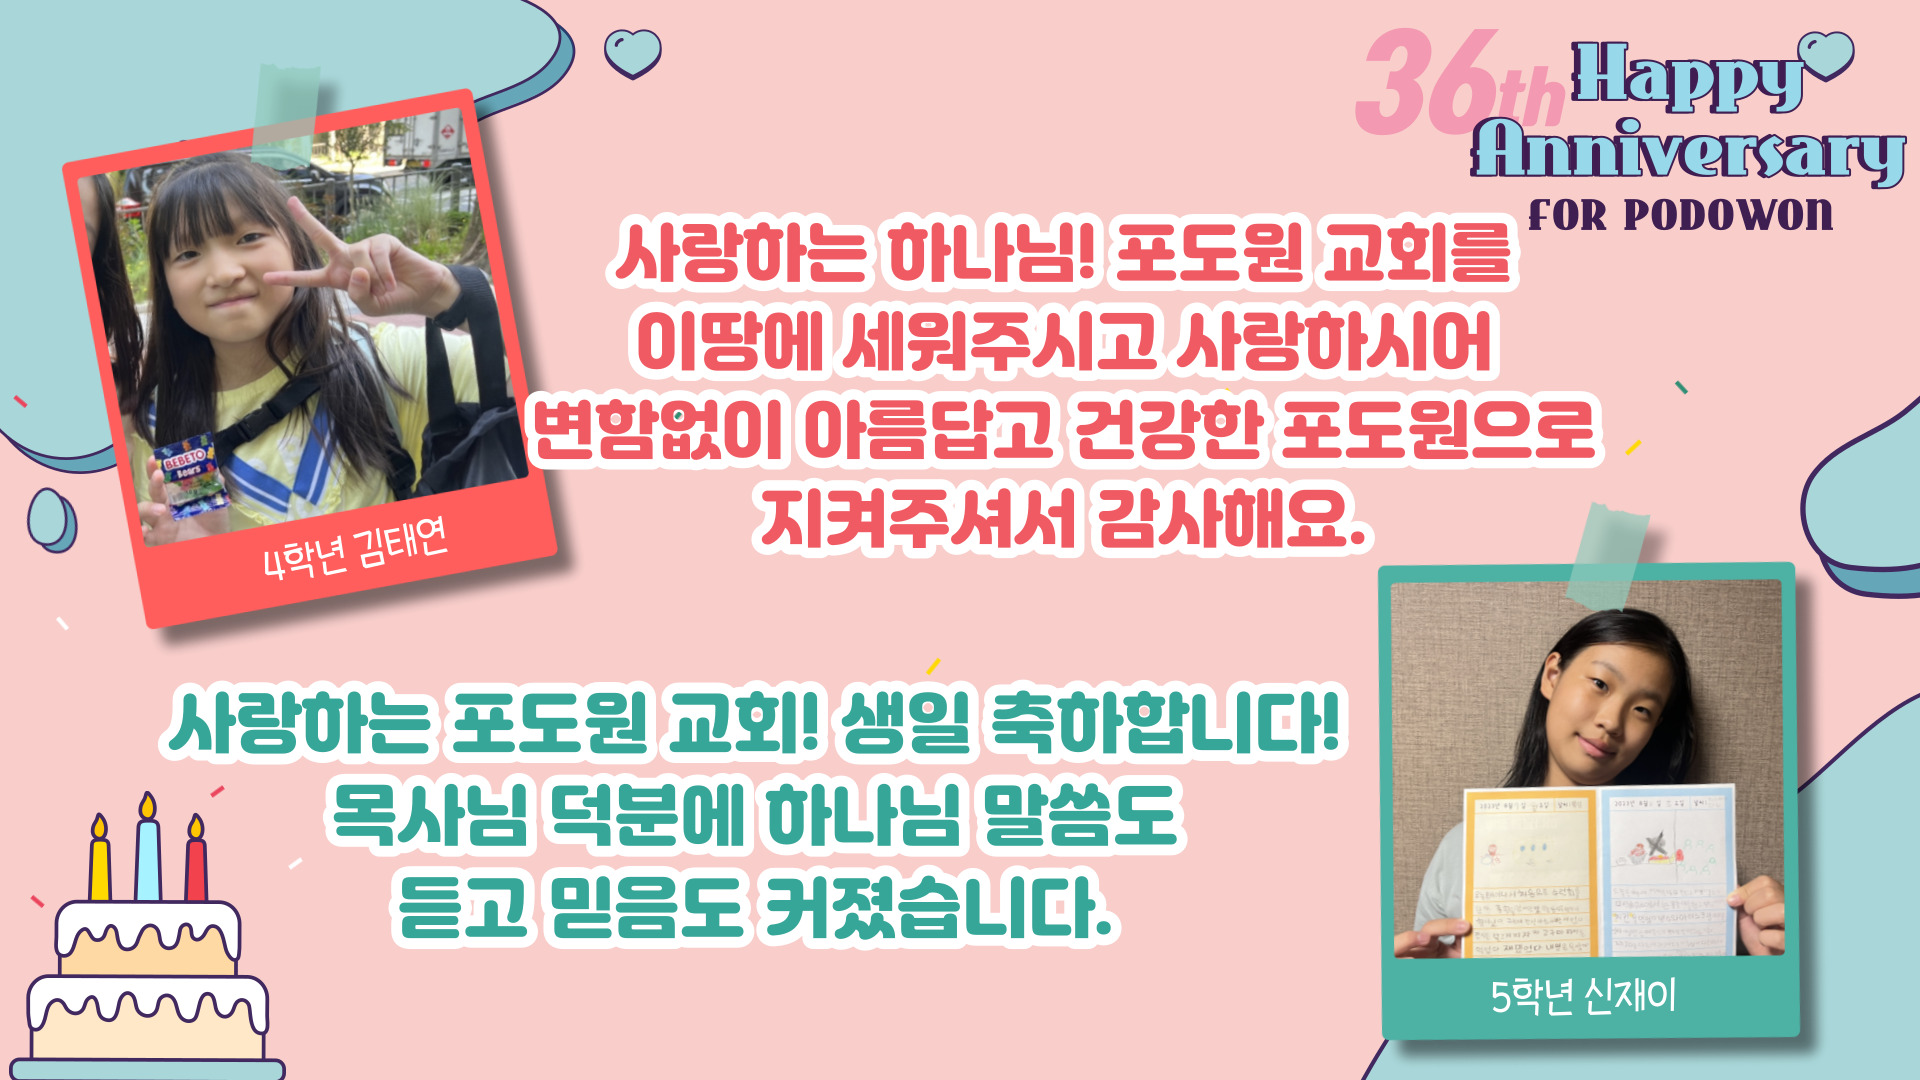 36th Happy
Anniversary
FOR PODOWON
사랑하는 하나님! 포도원 교회를
이땅에 세워주시고 사랑하시어
변함없이 아름답고 건강한 포도원으로
지켜주셔서 감사해요.
BEBETO
Bears
4학년 김태연
사랑하는 포도원 교회! 생일 축하합니다!
목사님 덕분에 하나님 말씀도
듣고 믿음도 커졌습니다.
5학년 신재이